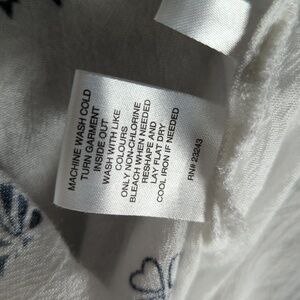 MACHINE WASH COLD
TURN GARMENT
INSIDE OUT
WASH WITH LIKE
COLOURS
ONLY NON-CHLORINE
BLEACH WHEN NEEDED
RESHAPE AND
LAY FLAT DRY
COOL IRON IF NEEDED
RN# 23243